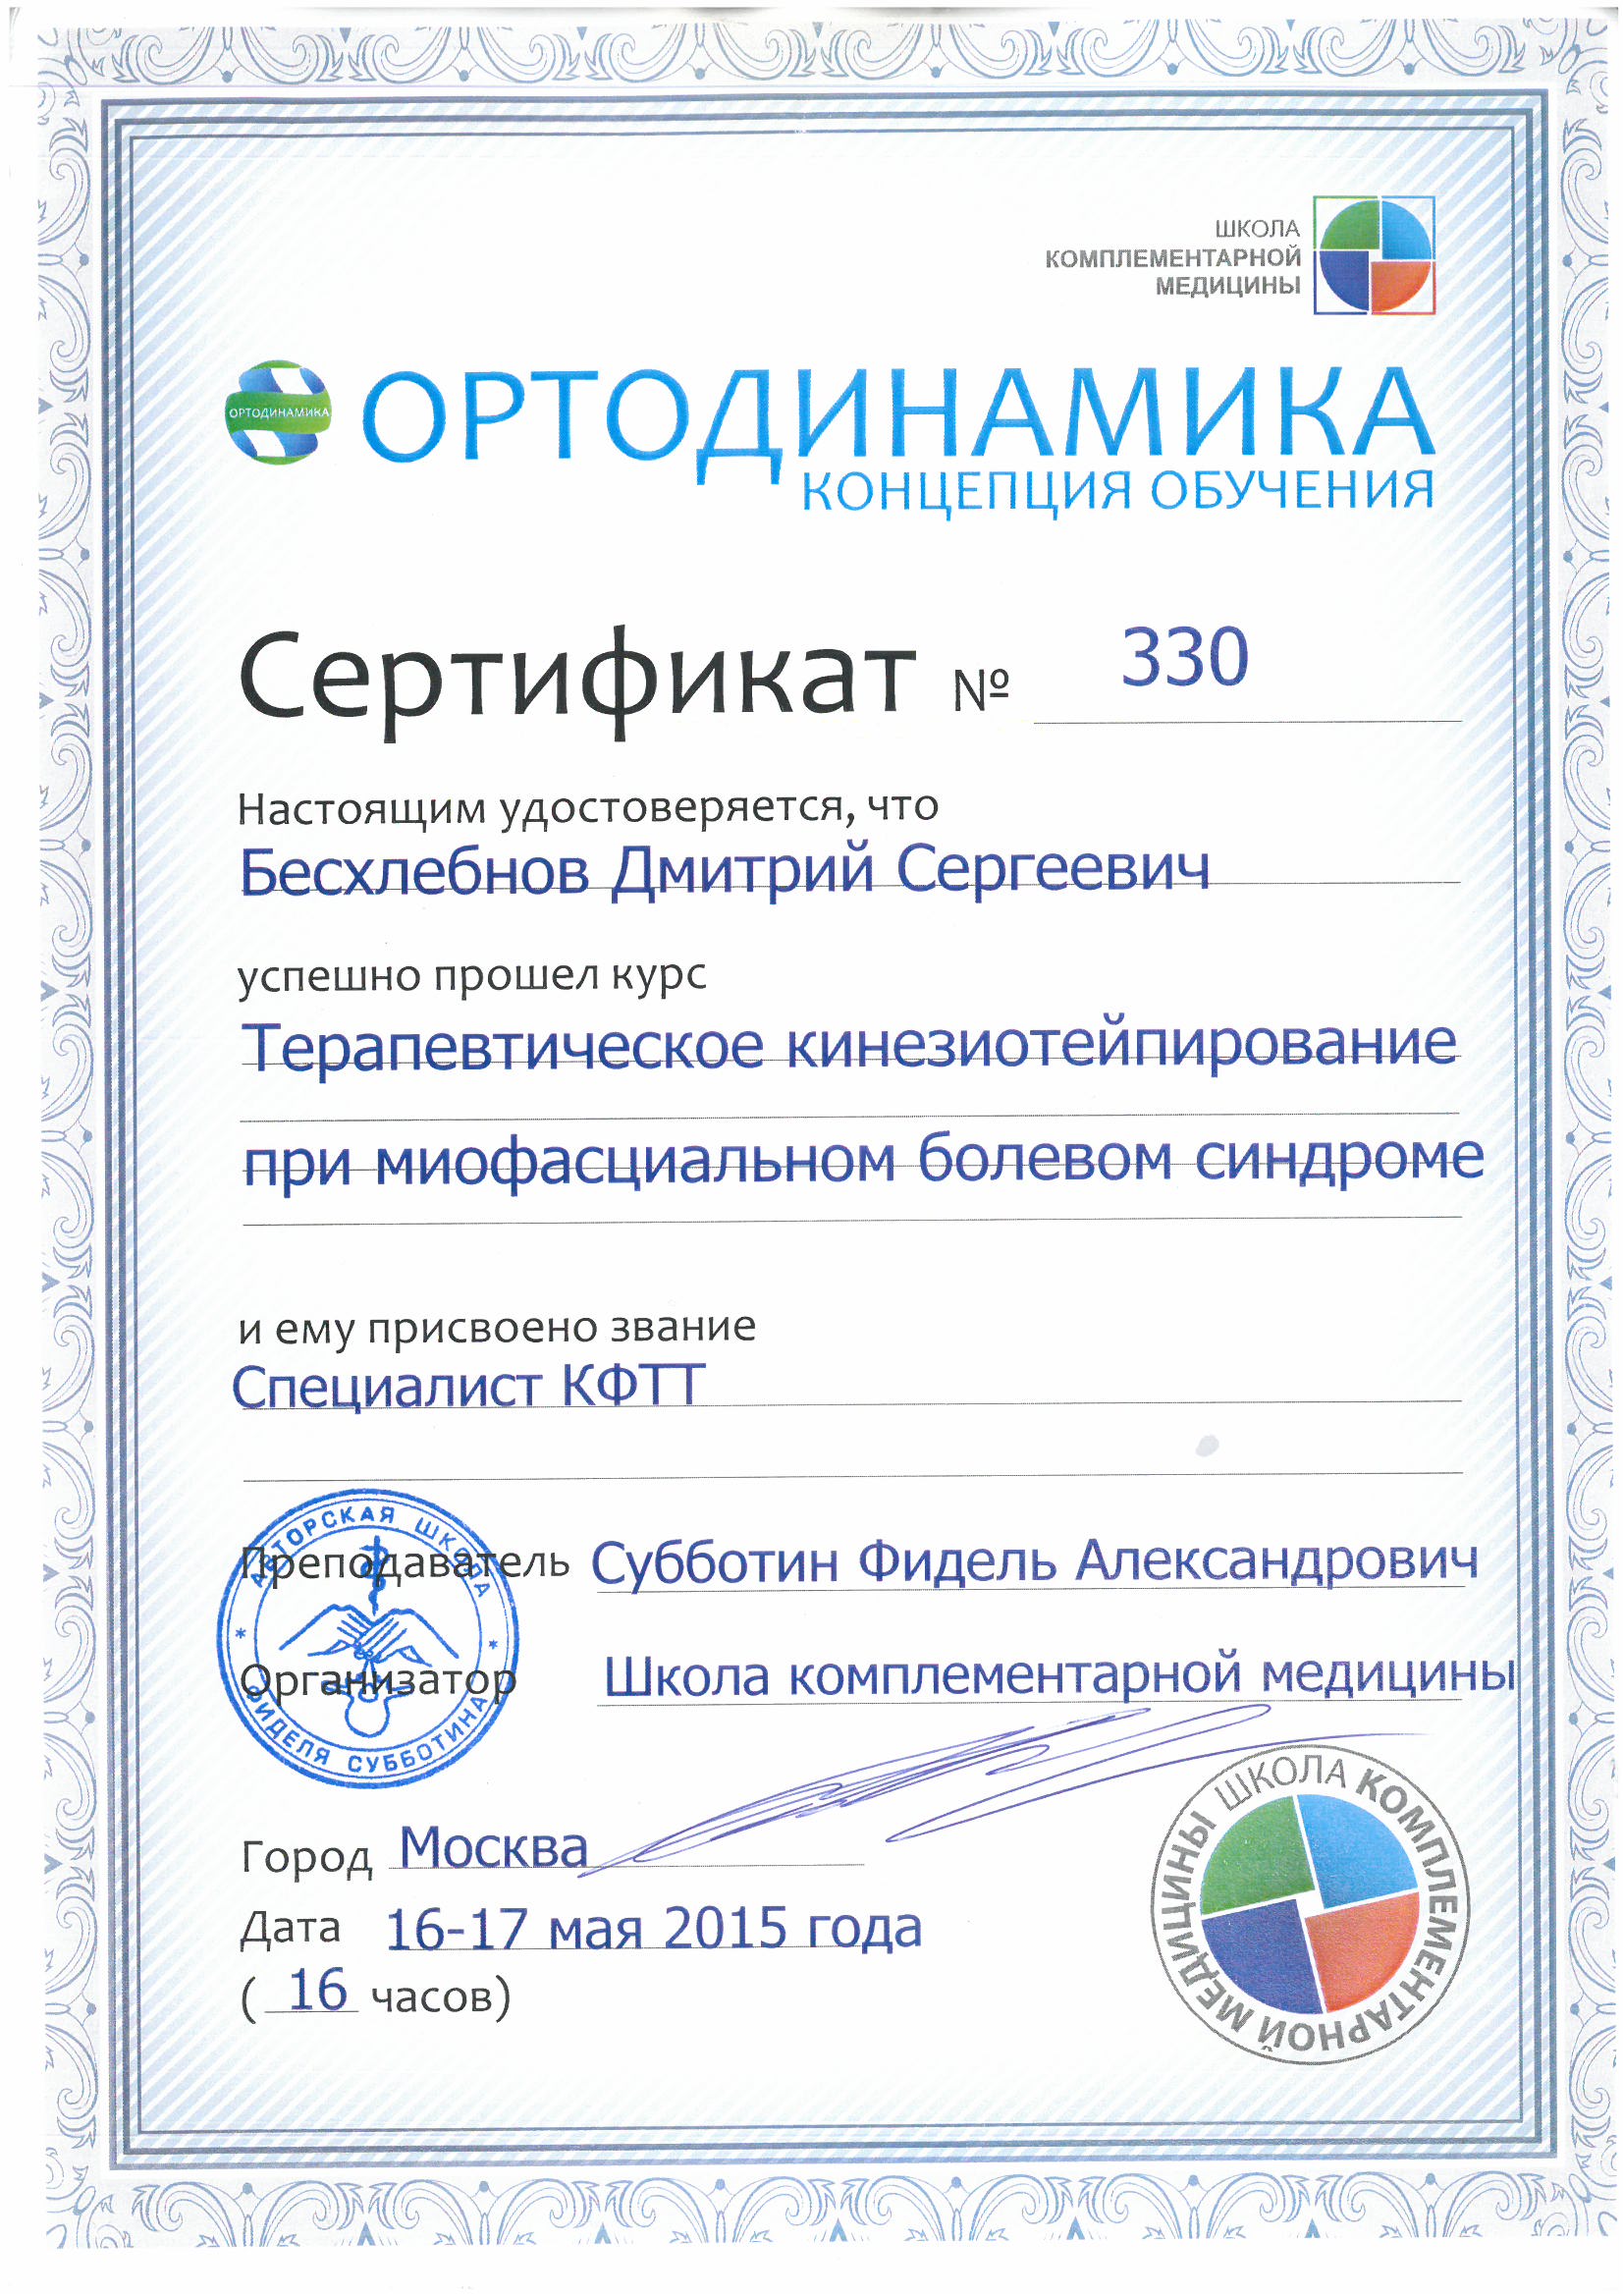 ШКОЛА
КОМПЛЕМЕНТАРНОЙ
МЕДИЦИНЫ
ОРТОДИНАМИКА
ОРТОДИНАМИКА
КОНЦЕПЦИЯ ОБУЧЕНИЯ
Сертификат № 330
Настоящим удостоверяется, что
Бесхлебнов Дмитрий Сергеевич
успешно прошел курс
Терапевтическое кинезиотейпирование
при миофасциальном болевом синдроме
и ему присвоено звание
Специалист КФТТ
Преподаватель Субботин Фидель Александрович
Организатор Школа комплементарной медицины
АВТОРСКАЯ ШКОЛА
* ФИДЕЛЯ СУББОТИНА *
Город Москва
Дата 16-17 мая 2015 года
( 16 часов)
ШКОЛА КОМПЛЕМЕНТАРНОЙ МЕДИЦИНЫ